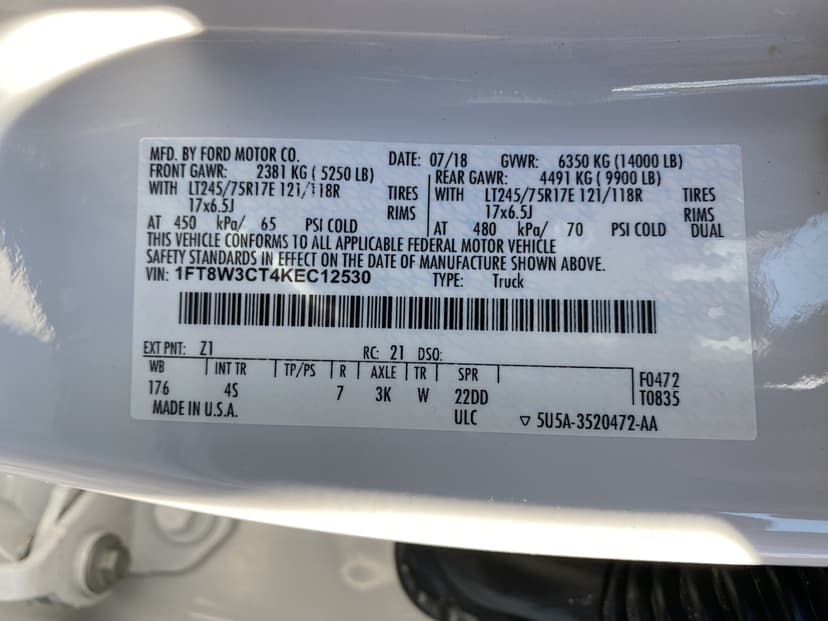 MFD. BY FORD MOTOR CO. DATE: 07/18 GVWR: 6350 KG (14000 LB)
FRONT GAWR: 2381 KG ( 5250 LB) REAR GAWR: 4491 KG ( 9900 LB)
WITH LT245/75R17E 121/118R TIRES WITH LT245/75R17E 121/118R TIRES
17x6.5J RIMS 17x6.5J RIMS
AT 450 kPa/ 65 PSI COLD AT 480 kPa/ 70 PSI COLD DUAL
THIS VEHICLE CONFORMS TO ALL APPLICABLE FEDERAL MOTOR VEHICLE
SAFETY STANDARDS IN EFFECT ON THE DATE OF MANUFACTURE SHOWN ABOVE.
VIN: 1FT8W3CT4KEC12530 TYPE: Truck
EXT PNT: Z1 RC: 21 DSO:
WB INT TR TP/PS R AXLE TR SPR F0472
176 4S 7 3K W 22DD T0835
MADE IN U.S.A. ULC ▽ 5U5A-3520472-AA